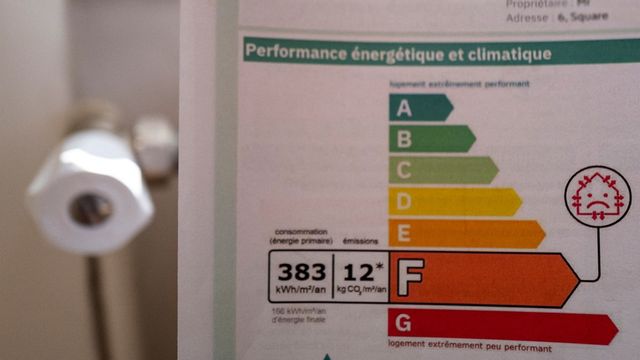 Propriétaire :
Adresse : 6, Square
Performance énergétique et climatique
logement extrêmement performant
A
B
C
D
E
consommation
(énergie primaire)
émissions
383
kWh/m²/an
12*
kg CO₂/m²/an
F
166 kWh/m²/an
d'énergie finale
G
logement extrêmement peu performant